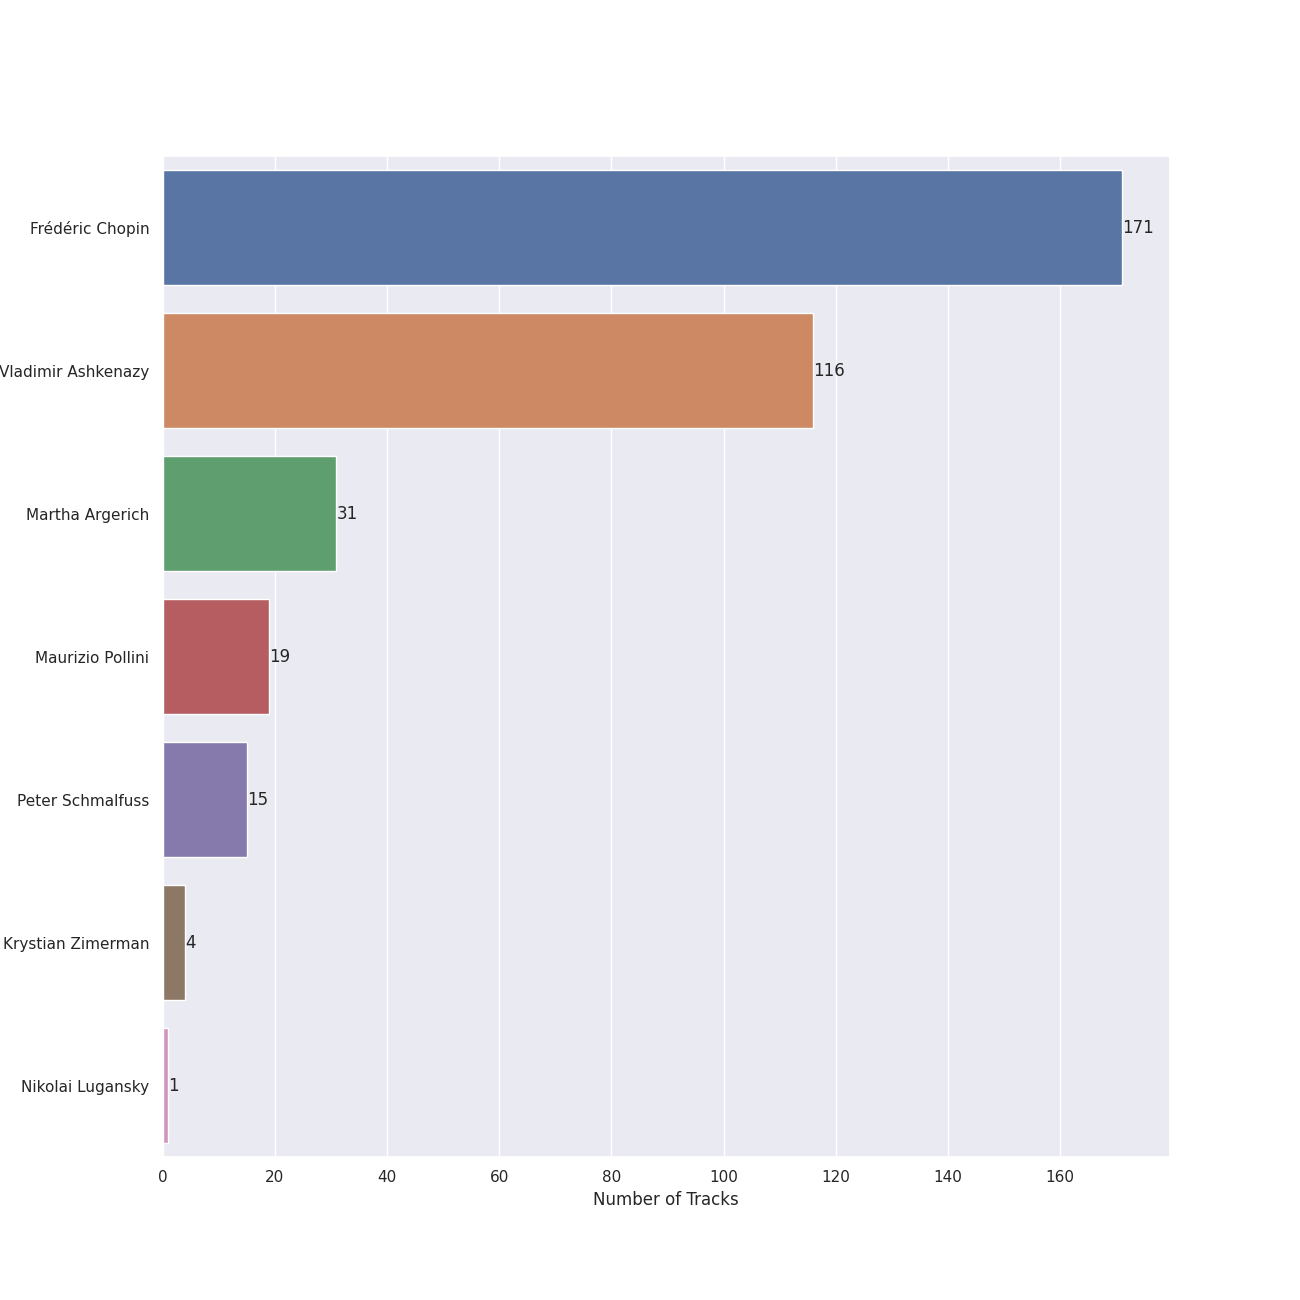 Frédéric Chopin
171
Vladimir Ashkenazy
116
Martha Argerich
31
Maurizio Pollini
19
Peter Schmalfuss
15
Krystian Zimerman
4
Nikolai Lugansky
1
0 20 40 60 80 100 120 140 160
Number of Tracks